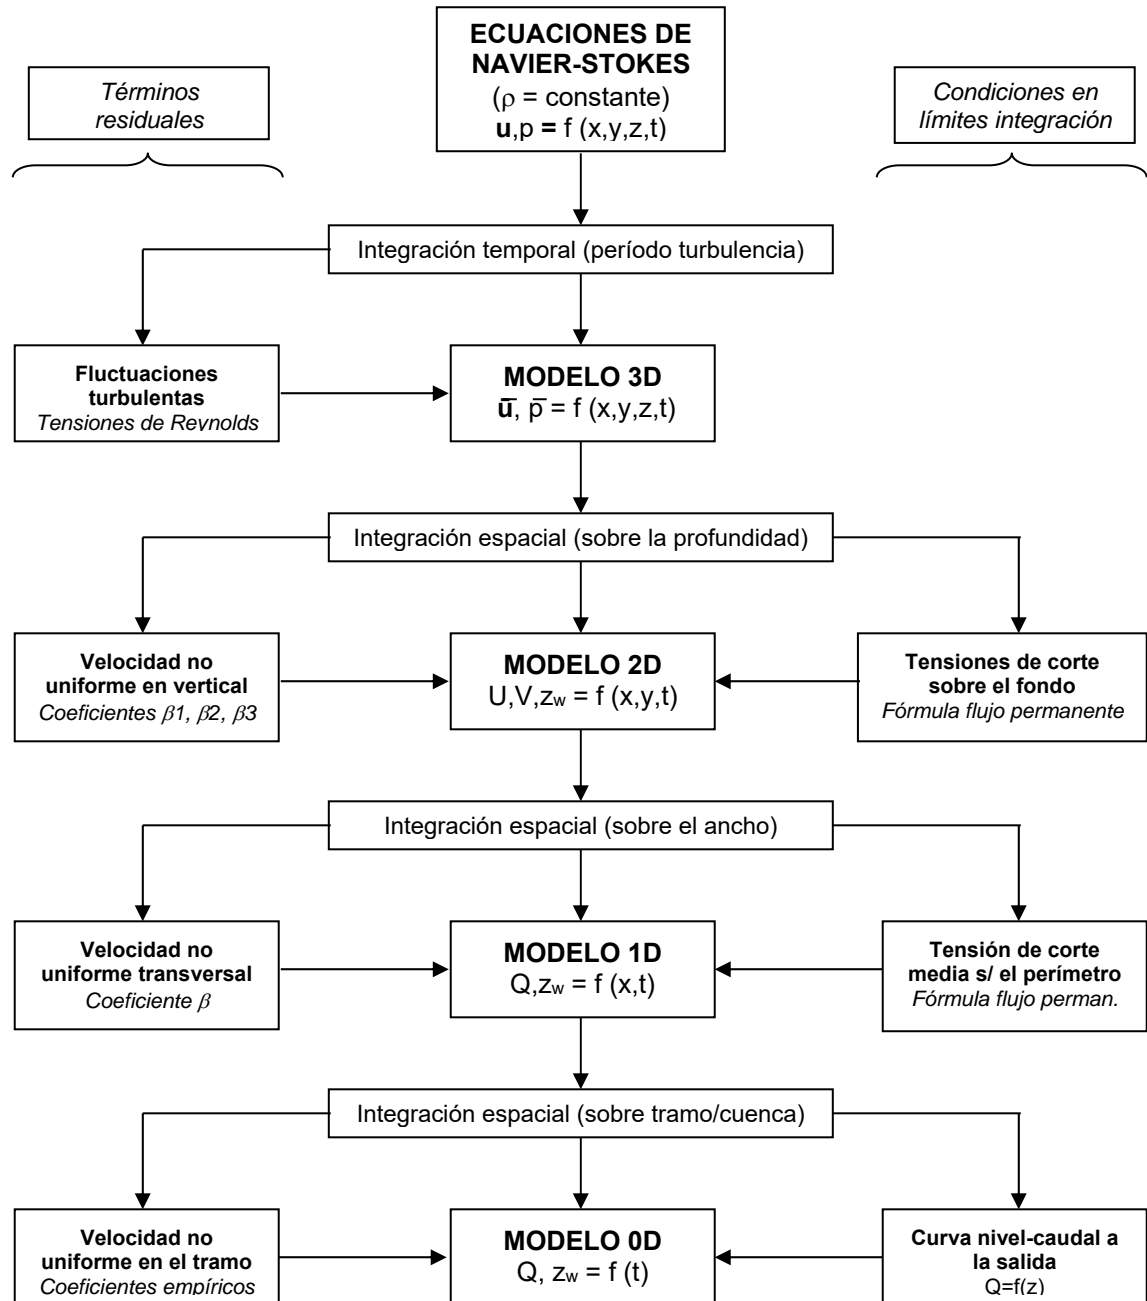 ECUACIONES DE
NAVIER-STOKES
(ρ = constante)
u,p = f (x,y,z,t)
Términos
residuales
Condiciones en
límites integración
Integración temporal (período turbulencia)
Fluctuaciones
turbulentas
Tensiones de Reynolds
MODELO 3D
u̅, p̅ = f (x,y,z,t)
Integración espacial (sobre la profundidad)
Velocidad no
uniforme en vertical
Coeficientes β1, β2, β3
MODELO 2D
U,V,zw = f (x,y,t)
Tensiones de corte
sobre el fondo
Fórmula flujo permanente
Integración espacial (sobre el ancho)
Velocidad no
uniforme transversal
Coeficiente β
MODELO 1D
Q,zw = f (x,t)
Tensión de corte
media s/ el perímetro
Fórmula flujo perman.
Integración espacial (sobre tramo/cuenca)
Velocidad no
uniforme en el tramo
Coeficientes empíricos
MODELO 0D
Q, zw = f (t)
Curva nivel-caudal a
la salida
Q=f(z)